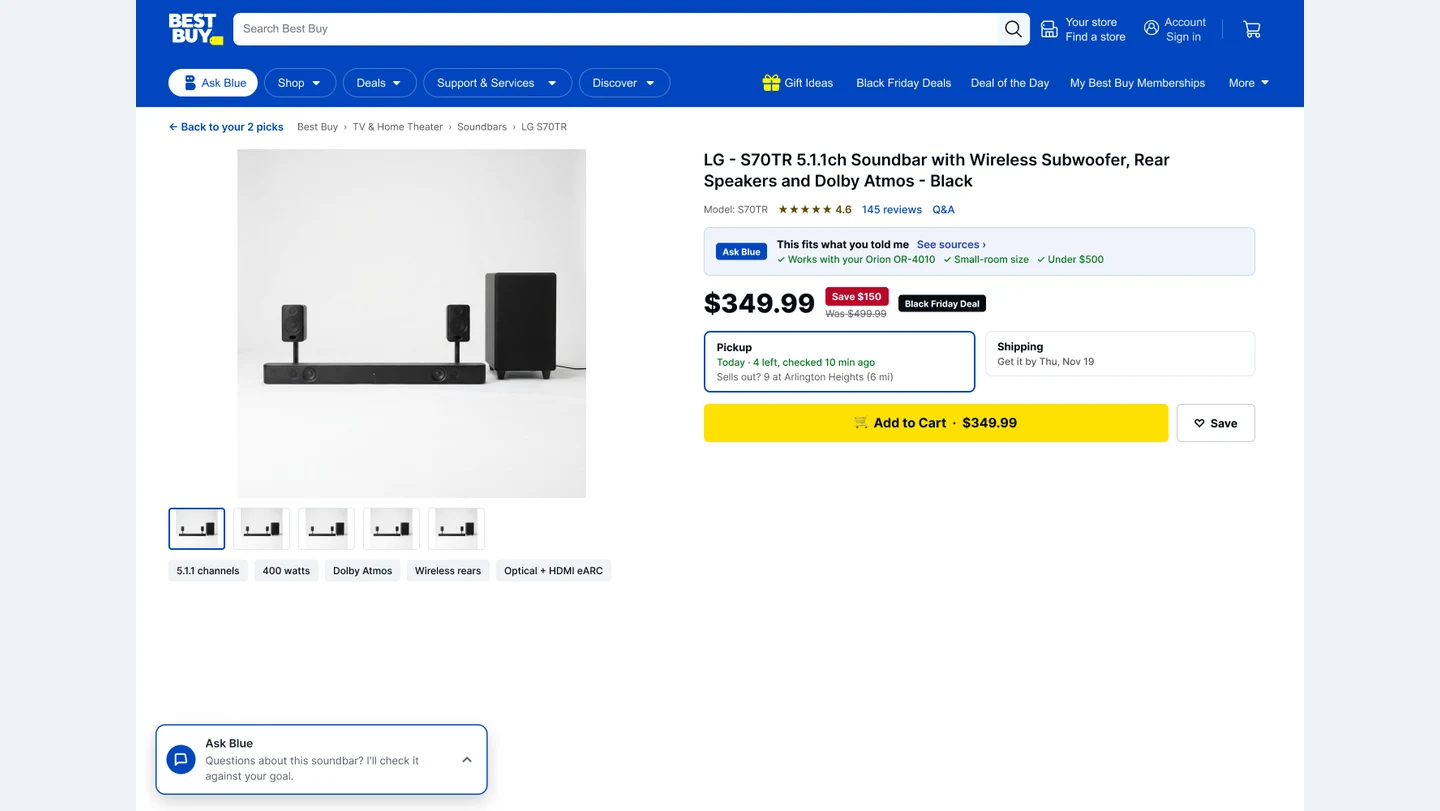 BEST BUY
Search Best Buy
Your store
Find a store
Account
Sign in
Ask Blue
Shop
Deals
Support & Services
Discover
Gift Ideas
Black Friday Deals
Deal of the Day
My Best Buy Memberships
More
← Back to your 2 picks
Best Buy › TV & Home Theater › Soundbars › LG S70TR
LG - S70TR 5.1.1ch Soundbar with Wireless Subwoofer, Rear
Speakers and Dolby Atmos - Black
Model: S70TR ★★★★★ 4.6 145 reviews Q&A
Ask Blue
This fits what you told me See sources ›
✓ Works with your Orion OR-4010 ✓ Small-room size ✓ Under $500
$349.99
Save $150
Was $499.99
Black Friday Deal
Pickup
Today · 4 left, checked 10 min ago
Sells out? 9 at Arlington Heights (6 mi)
Shipping
Get it by Thu, Nov 19
Add to Cart · $349.99
Save
5.1.1 channels
400 watts
Dolby Atmos
Wireless rears
Optical + HDMI eARC
Ask Blue
Questions about this soundbar? I'll check it
against your goal.